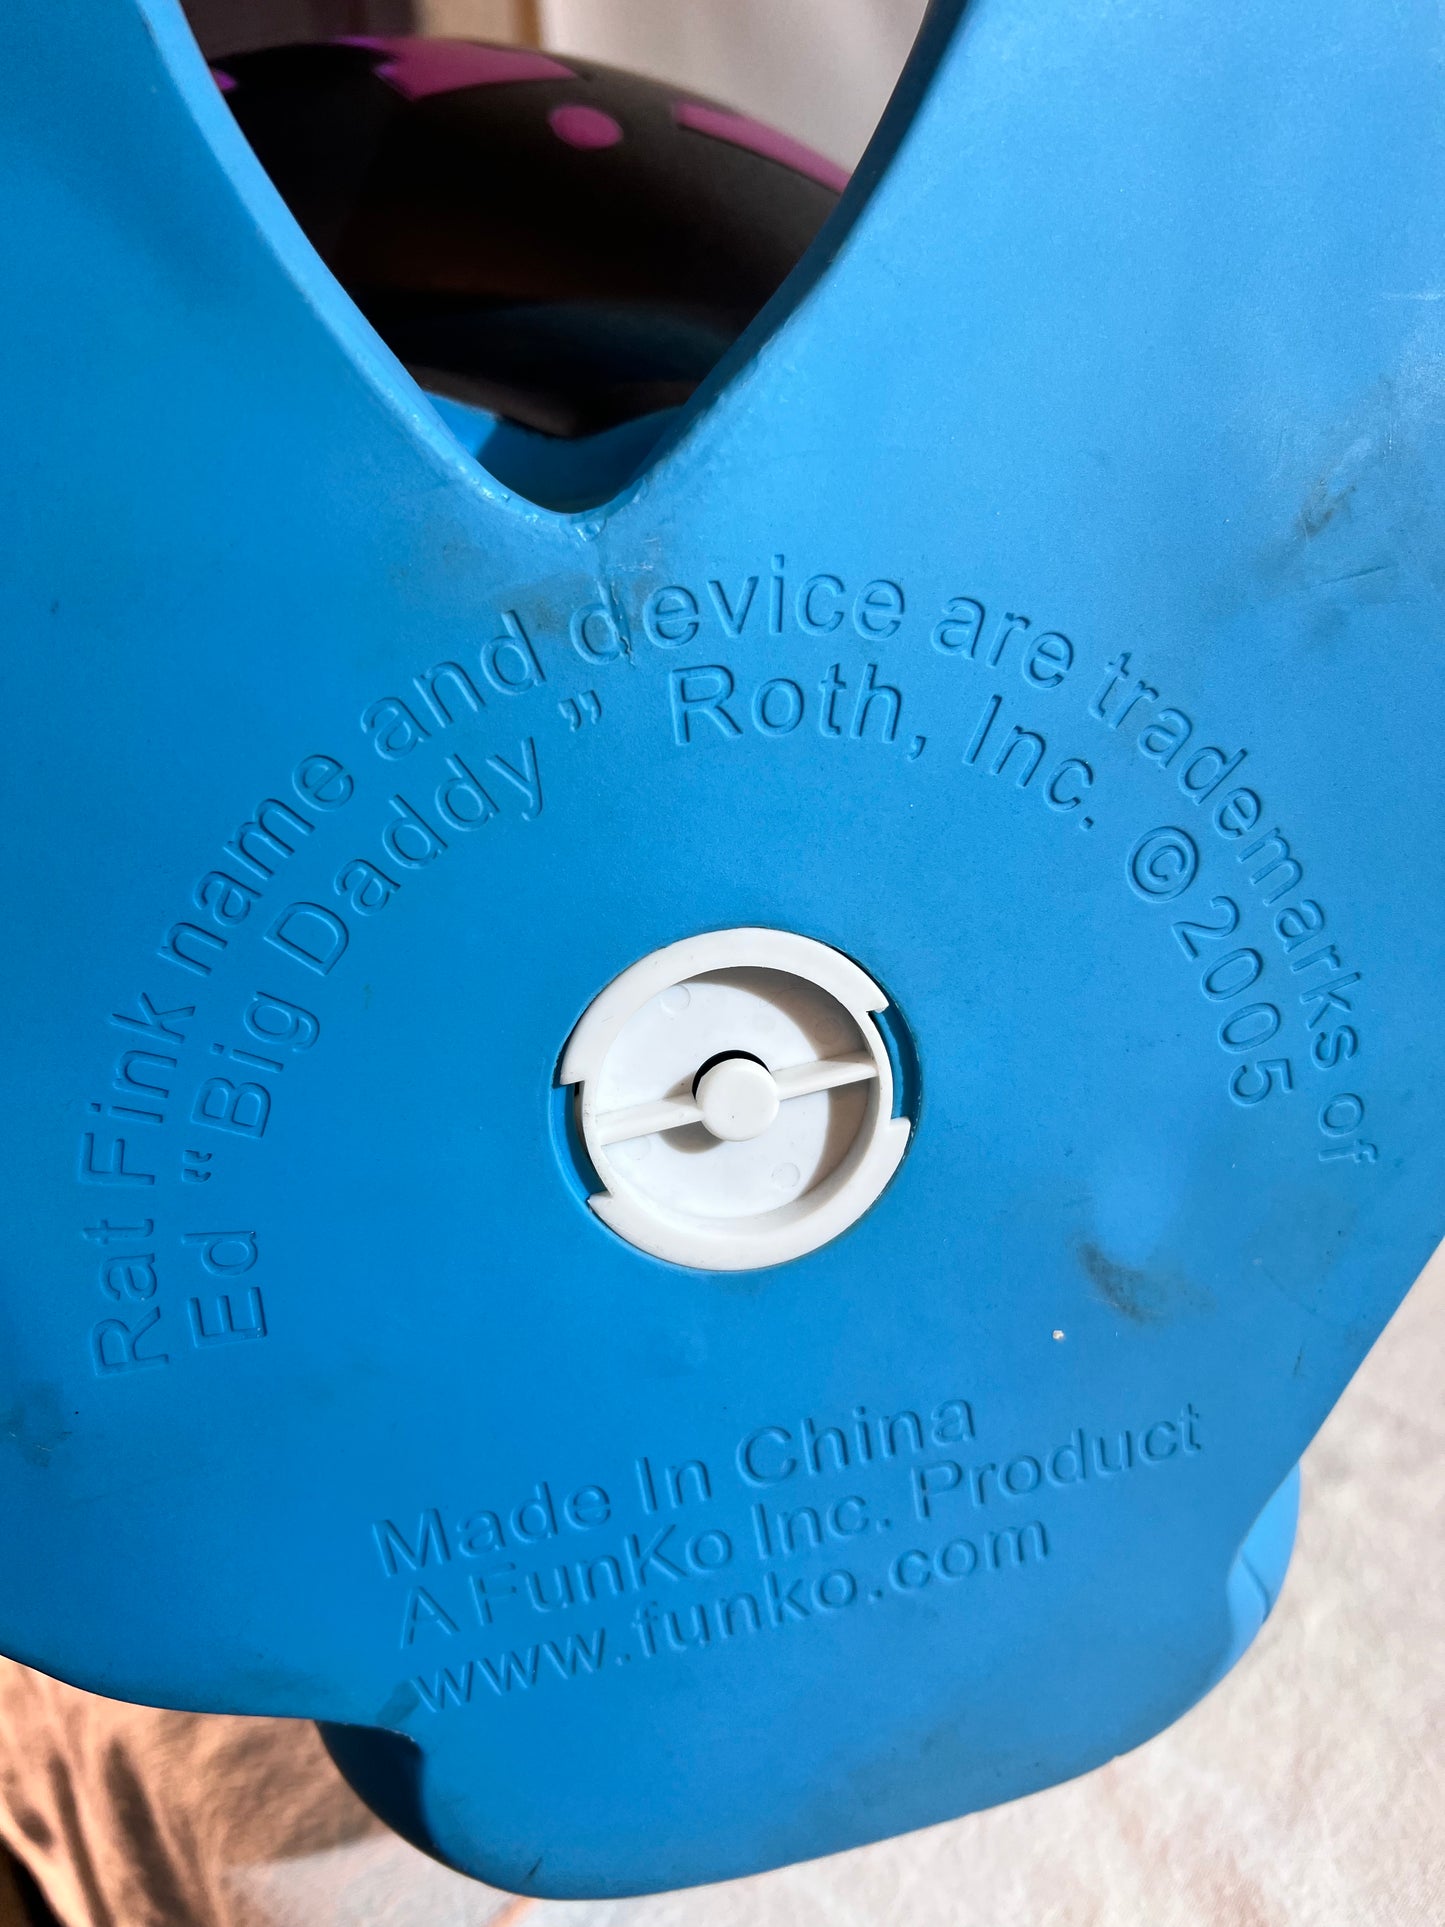 Rat Fink name and device are trademarks of
Ed “Big Daddy” Roth, Inc. © 2005
Made In China
A FunKo Inc. Product
www.funko.com